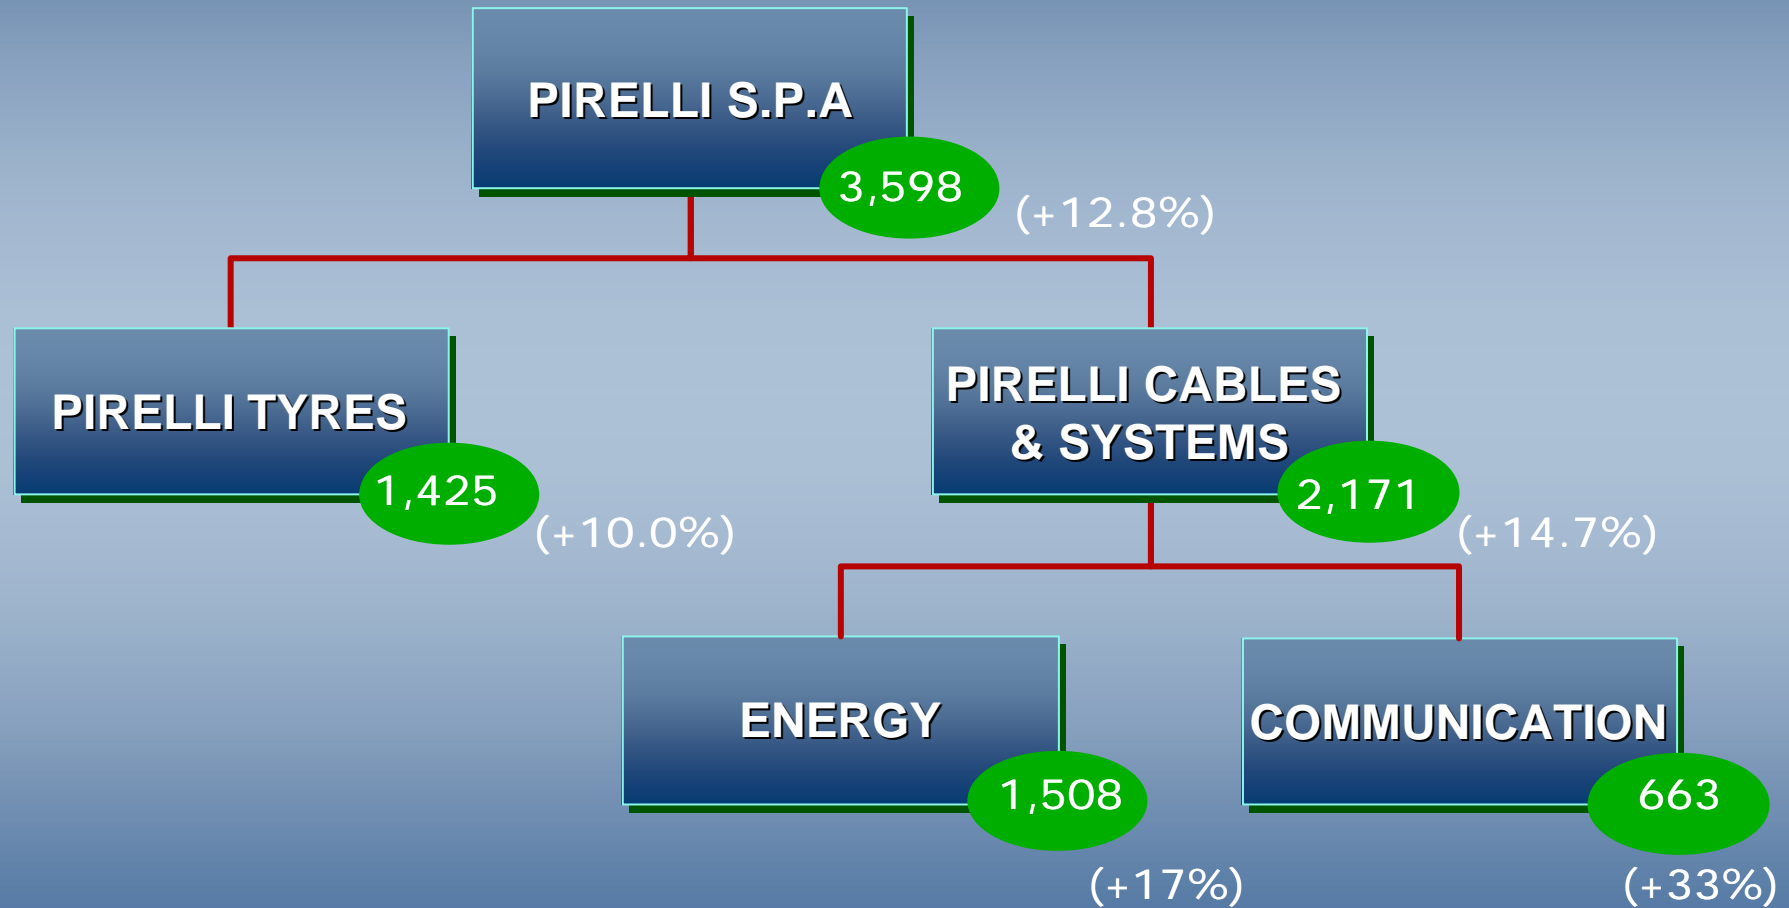 PIRELLI S.P.A
3,598
(+12.8%)
PIRELLI TYRES
1,425
(+10.0%)
PIRELLI CABLES
& SYSTEMS
2,171
(+14.7%)
ENERGY
1,508
(+17%)
COMMUNICATION
663
(+33%)